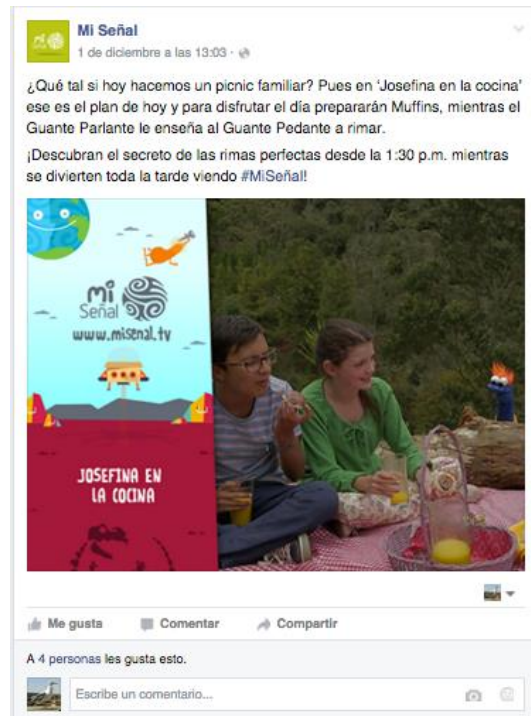 Mi Señal
1 de diciembre a las 13:03 ·
¿Qué tal si hoy hacemos un picnic familiar? Pues en 'Josefina en la cocina'
ese es el plan de hoy y para disfrutar el día prepararán Muffins, mientras el
Guante Parlante le enseña al Guante Pedante a rimar.
¡Descubran el secreto de las rimas perfectas desde la 1:30 p.m. mientras
se divierten toda la tarde viendo #MiSeñal!
mi
Señal
www.misenal.tv
JOSEFINA EN
LA COCINA
Me gusta Comentar Compartir
A 4 personas les gusta esto.
Escribe un comentario...